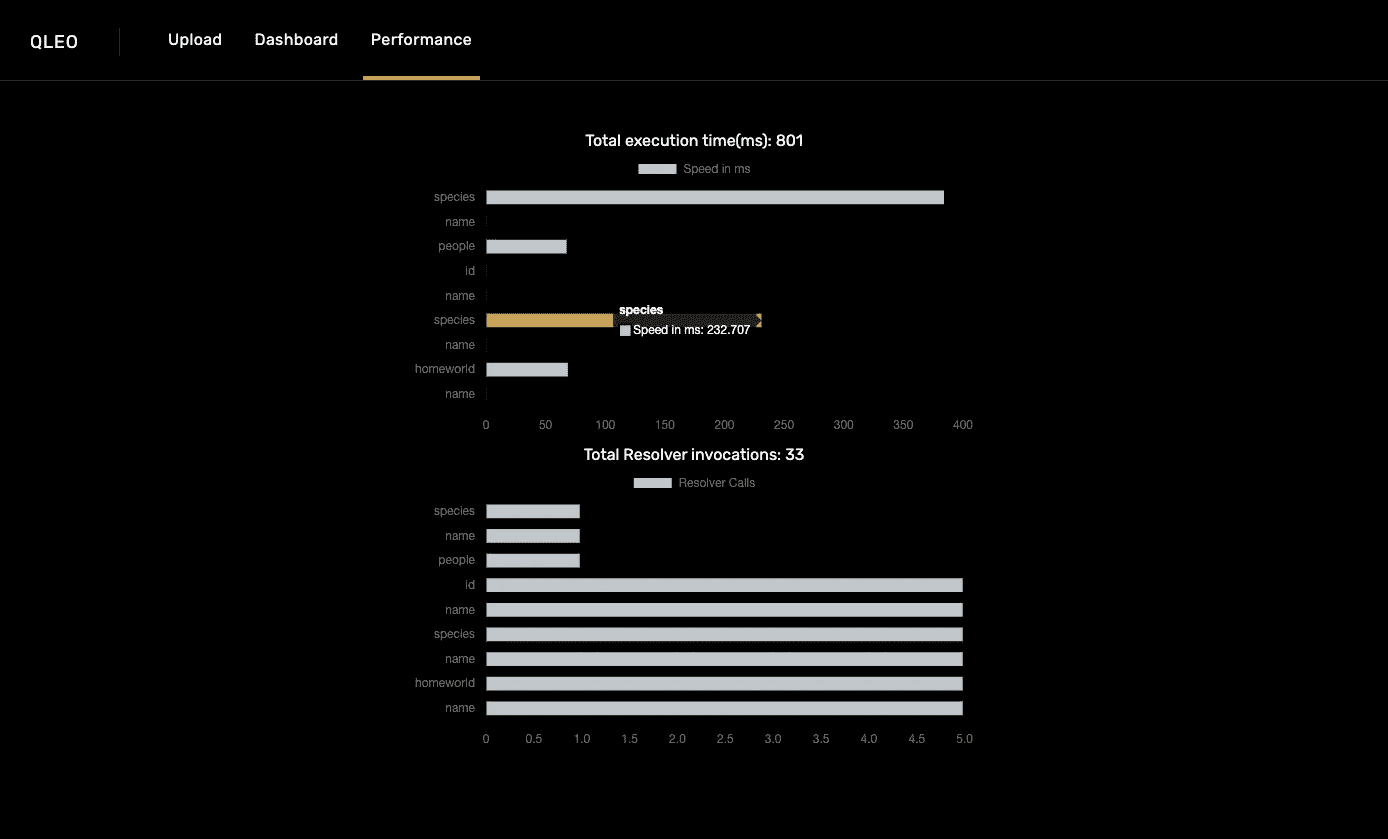 QLEO
Upload Dashboard Performance
Total execution time(ms): 801
Speed in ms
species
name
people
id
name
species
species
Speed in ms: 232.707
name
homeworld
name
0 50 100 150 200 250 300 350 400
Total Resolver invocations: 33
Resolver Calls
species
name
people
id
name
species
name
homeworld
name
0 0.5 1.0 1.5 2.0 2.5 3.0 3.5 4.0 4.5 5.0